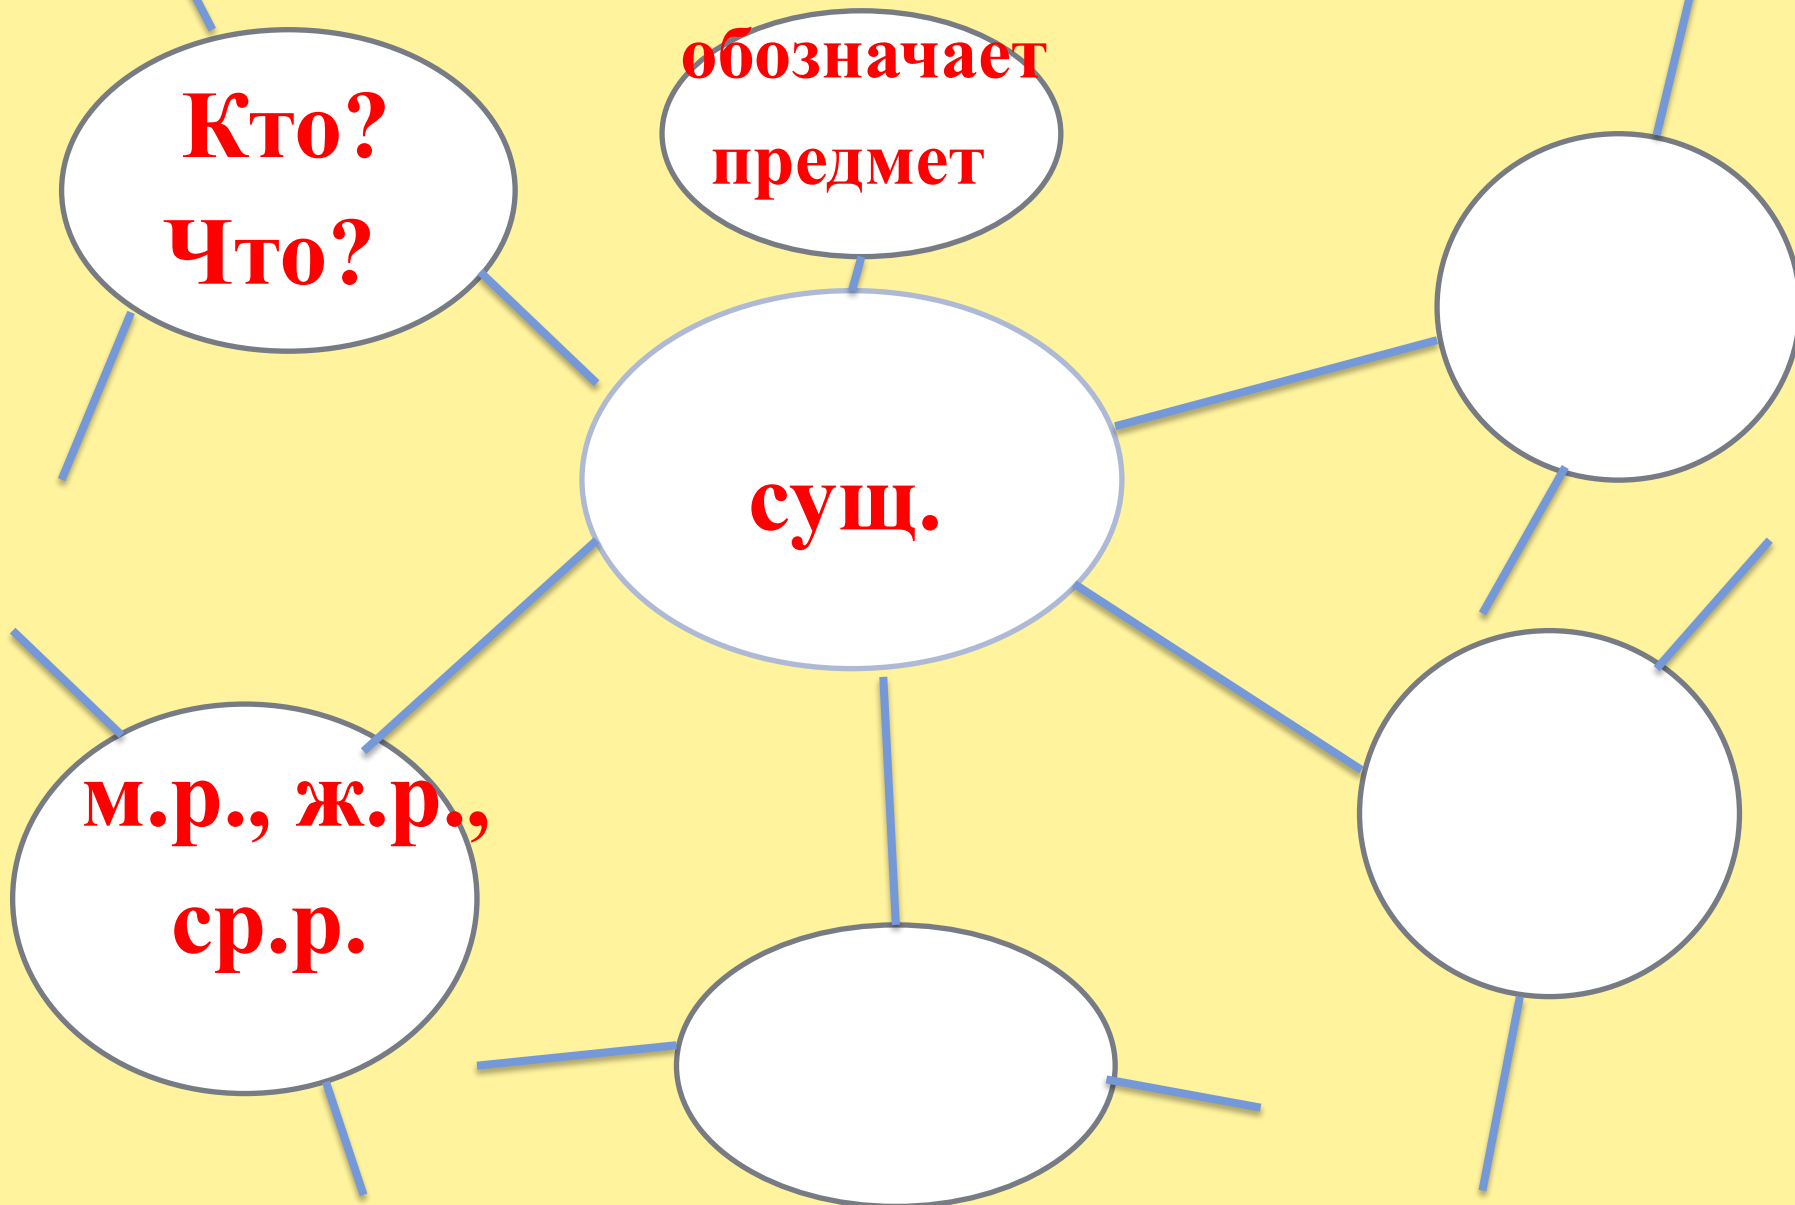 Кто?
Что?
обозначает
предмет
сущ.
м.р., ж.р.,
ср.р.